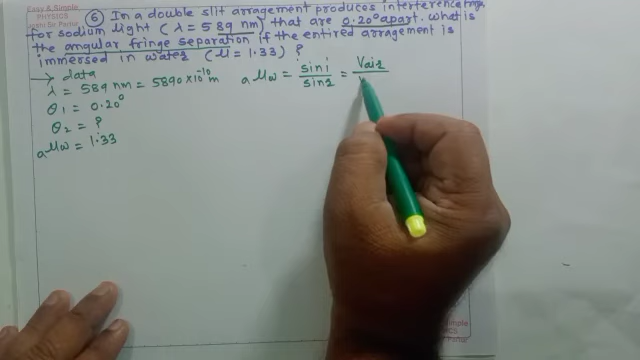 Easy & Simple
PHYSICS
⑥ In a double slit arragement produces interference fringe
for sodium light (λ = 589 nm) that are 0.20° apart. what is
the angular fringe separation if the entired arragement is
immersed in water (μ = 1.33) ?
→ data
λ = 589 nm = 5890 × 10⁻¹⁰ m
θ1 = 0.20°
θ2 = ?
aμw = 1.33
aμw = sin i / sin r = Vair /